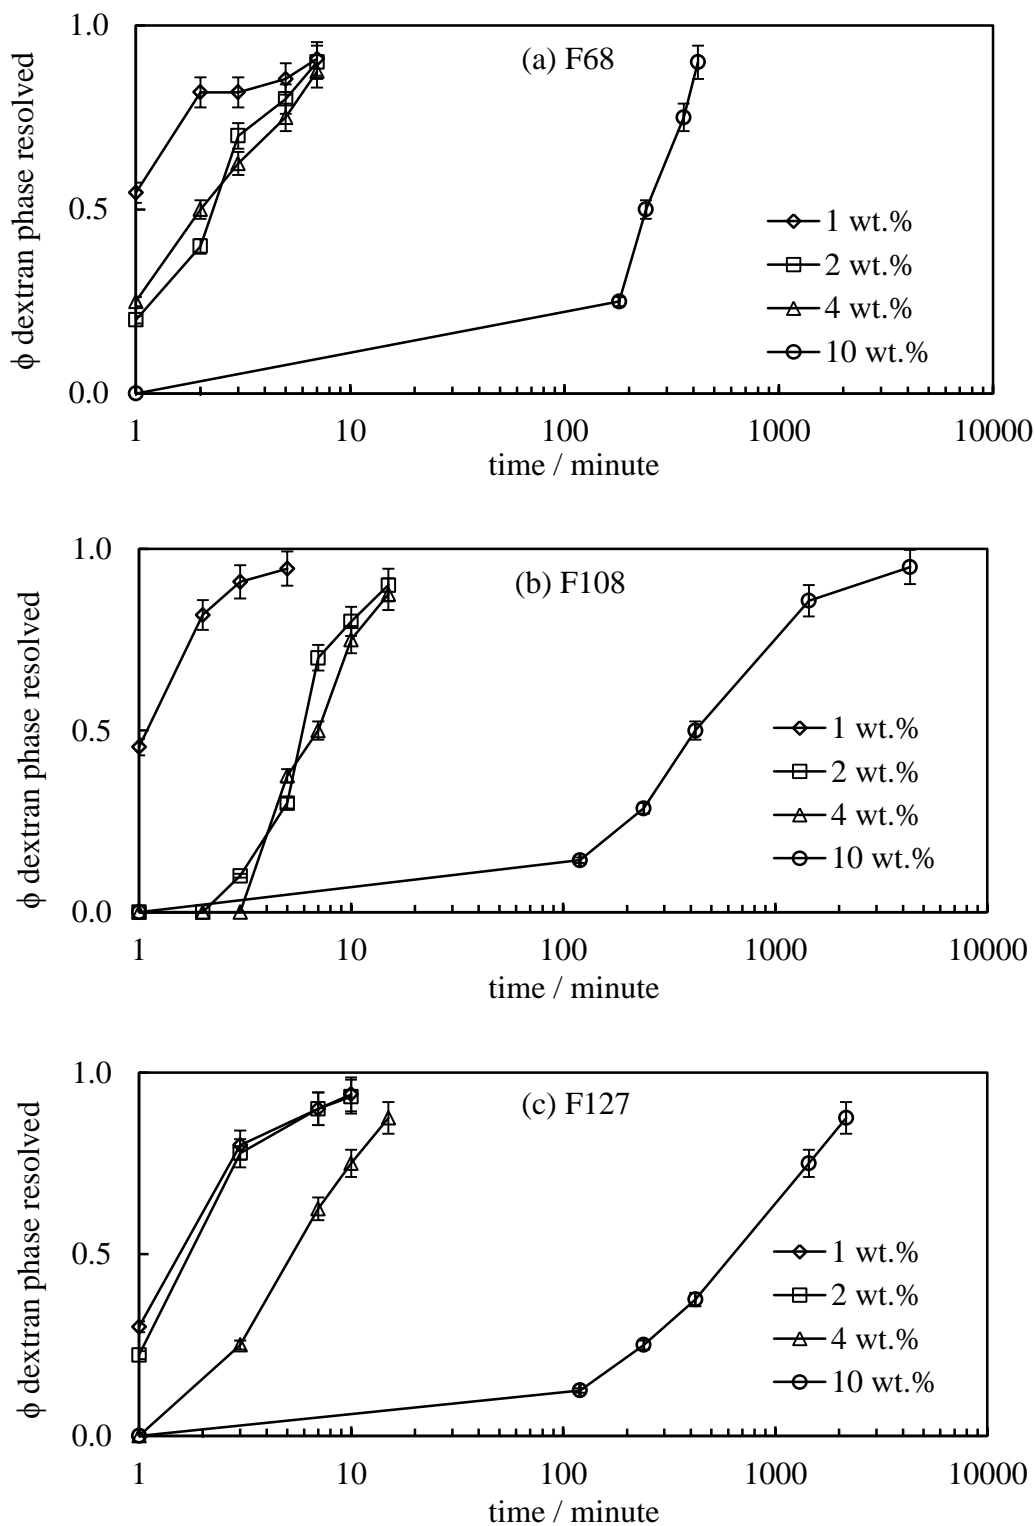 (a) F68
φ dextran phase resolved
1.0
0.5
0.0
1 wt.%
2 wt.%
4 wt.%
10 wt.%
1 10 100 1000 10000
time / minute
(b) F108
φ dextran phase resolved
1.0
0.5
0.0
1 wt.%
2 wt.%
4 wt.%
10 wt.%
1 10 100 1000 10000
time / minute
(c) F127
φ dextran phase resolved
1.0
0.5
0.0
1 wt.%
2 wt.%
4 wt.%
10 wt.%
1 10 100 1000 10000
time / minute